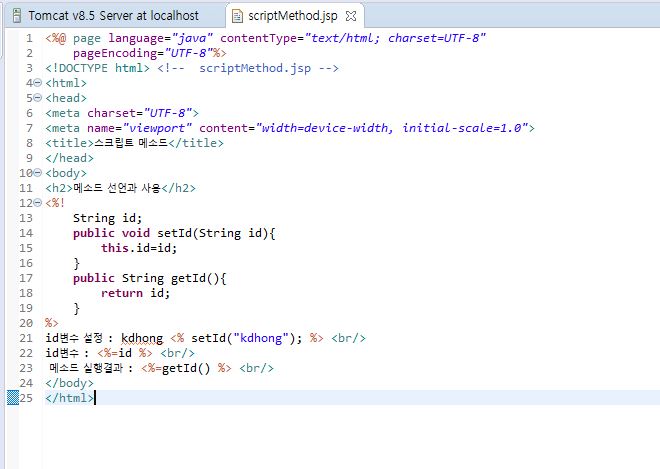 Tomcat v8.5 Server at localhost
scriptMethod.jsp
1 <%@ page language="java" contentType="text/html; charset=UTF-8"
2     pageEncoding="UTF-8"%>
3 <!DOCTYPE html> <!--  scriptMethod.jsp -->
4 <html>
5 <head>
6 <meta charset="UTF-8">
7 <meta name="viewport" content="width=device-width, initial-scale=1.0">
8 <title>스크립트 메소드</title>
9 </head>
10 <body>
11 <h2>메소드 선언과 사용</h2>
12 <%!
13     String id;
14     public void setId(String id){
15         this.id=id;
16     }
17     public String getId(){
18         return id;
19     }
20 %>
21 id변수 설정 : kdhong <% setId("kdhong"); %> <br/>
22 id변수 : <%=id %> <br/>
23  메소드 실행결과 : <%=getId() %> <br/>
24 </body>
25 </html>